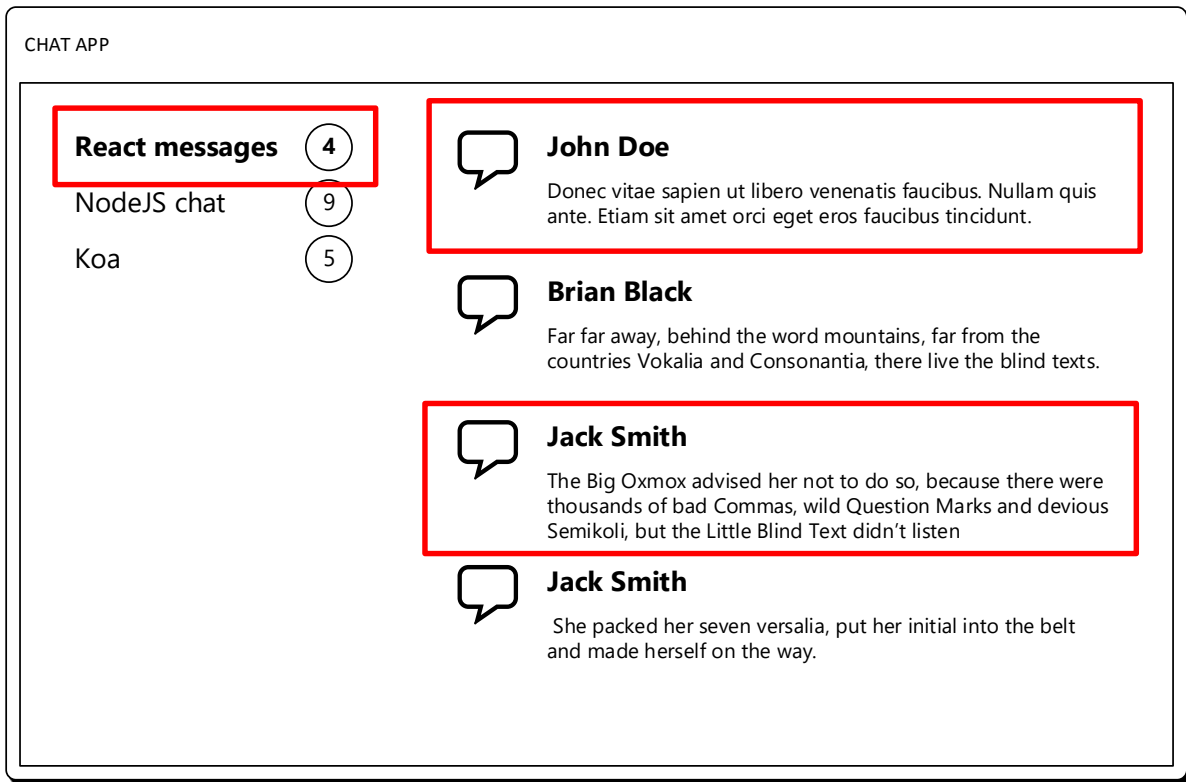 CHAT APP
React messages 4
NodeJS chat 9
Koa 5
John Doe
Donec vitae sapien ut libero venenatis faucibus. Nullam quis
ante. Etiam sit amet orci eget eros faucibus tincidunt.
Brian Black
Far far away, behind the word mountains, far from the
countries Vokalia and Consonantia, there live the blind texts.
Jack Smith
The Big Oxmox advised her not to do so, because there were
thousands of bad Commas, wild Question Marks and devious
Semikoli, but the Little Blind Text didn’t listen
Jack Smith
She packed her seven versalia, put her initial into the belt
and made herself on the way.